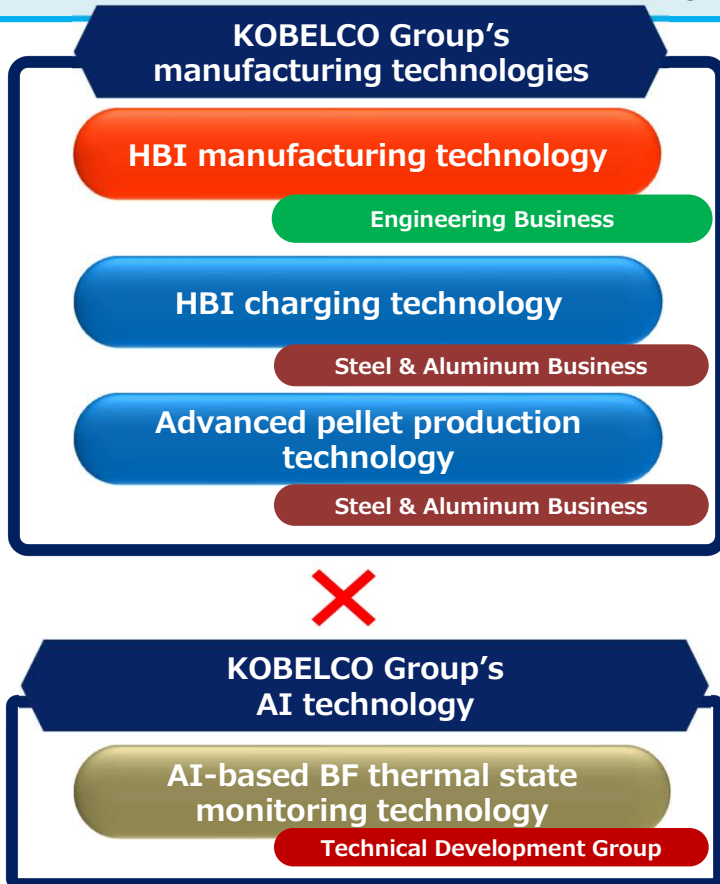 KOBELCO Group’s
manufacturing technologies
HBI manufacturing technology
Engineering Business
HBI charging technology
Steel & Aluminum Business
Advanced pellet production
technology
Steel & Aluminum Business
KOBELCO Group’s
AI technology
AI-based BF thermal state
monitoring technology
Technical Development Group